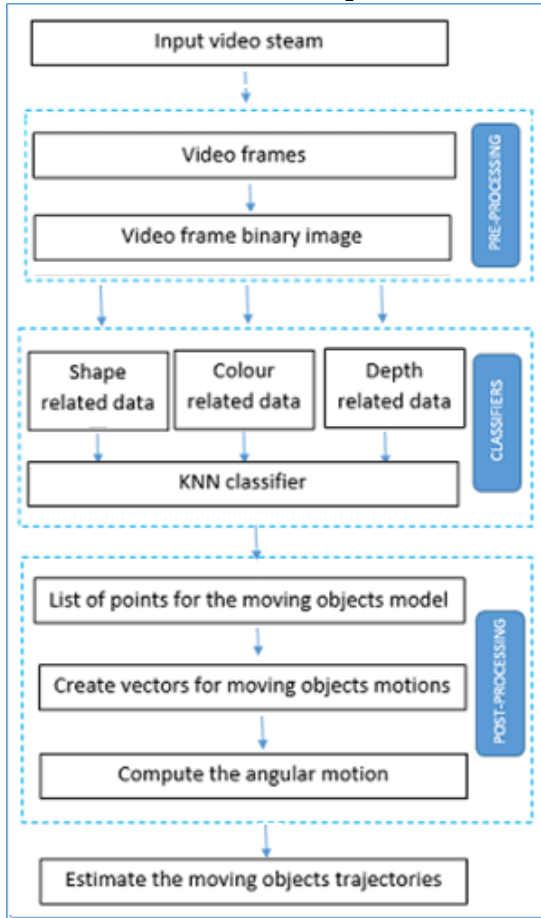 Input video steam
Video frames
Video frame binary image
PRE-PROCESSING
Shape
related data
Colour
related data
Depth
related data
KNN classifier
CLASSIFIERS
List of points for the moving objects model
Create vectors for moving objects motions
Compute the angular motion
POST-PROCESSING
Estimate the moving objects trajectories